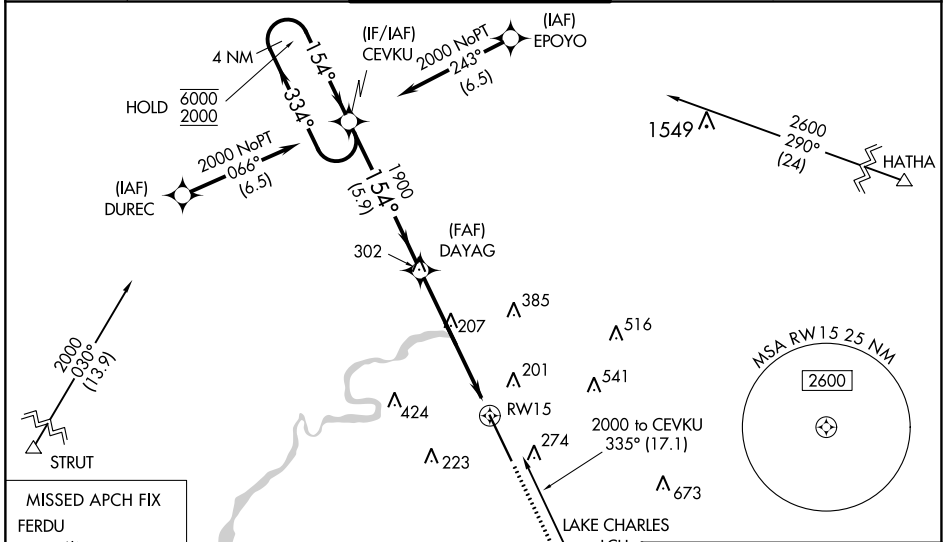 (IAF)
EPOYO
2000 NoPT
243°
(6.5)
(IF/IAF)
CEVKU
4 NM
154°
334°
HOLD
6000
2000
2000 NoPT
066°
(6.5)
(IAF)
DUREC
1900
154°
(5.9)
1549
2600
290°
(24)
HATHA
(FAF)
DAYAG
302
385
207
516
201
541
424
RW15
2000 to CEVKU
335° (17.1)
274
223
673
MSA RW15 25 NM
2600
2000
030°
(13.9)
STRUT
MISSED APCH FIX
FERDU
LAKE CHARLES